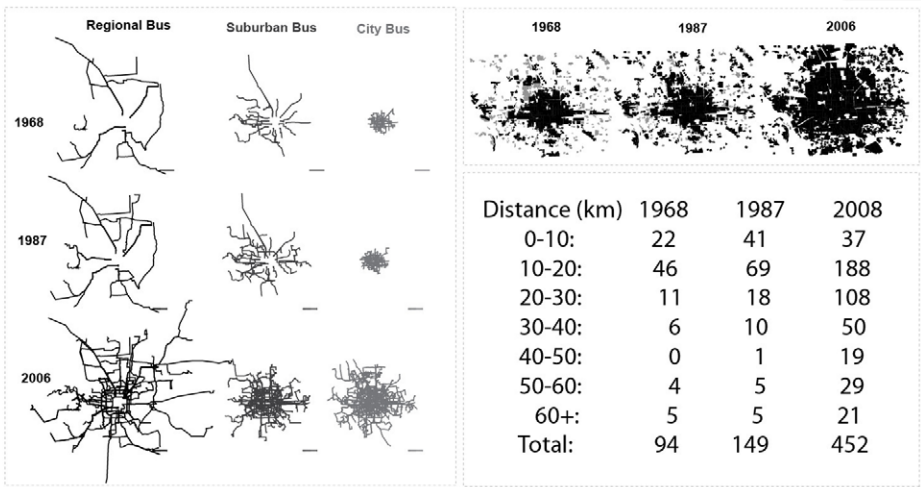 Regional Bus Suburban Bus City Bus
1968
1987
2006
1968 1987 2006
Distance (km) 1968 1987 2008
0-10: 22 41 37
10-20: 46 69 188
20-30: 11 18 108
30-40: 6 10 50
40-50: 0 1 19
50-60: 4 5 29
60+: 5 5 21
Total: 94 149 452